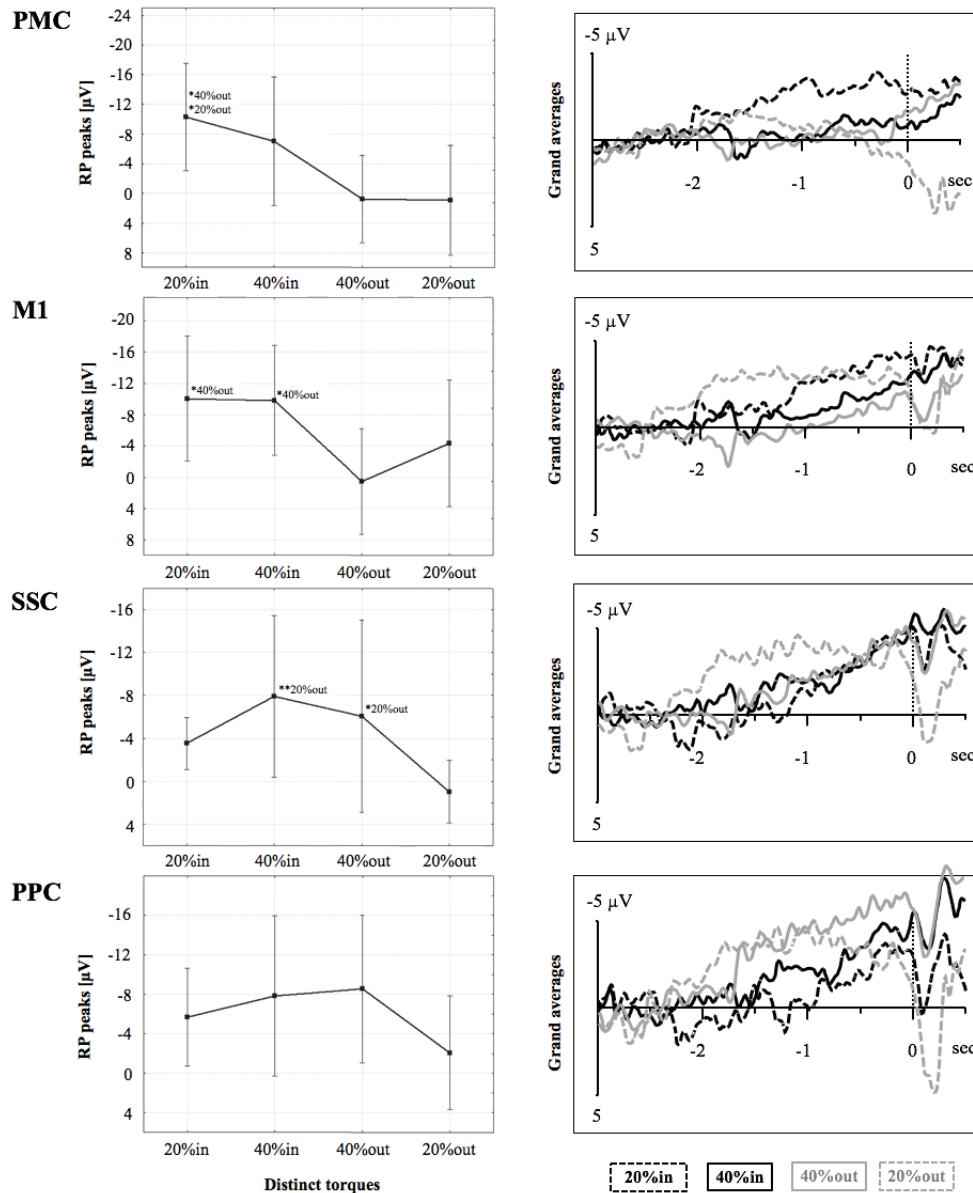 PMC
RP peaks [µV]
-24
-20
-16
-12
-8
-4
0
4
8
*40%out
*20%out
20%in 40%in 40%out 20%out
Grand averages
-5 µV
5
-2 -1 0 sec
M1
RP peaks [µV]
-20
-16
-12
-8
-4
0
4
8
*40%out *40%out
20%in 40%in 40%out 20%out
Grand averages
-5 µV
5
-2 -1 0 sec
SSC
RP peaks [µV]
-16
-12
-8
-4
0
4
**20%out
*20%out
20%in 40%in 40%out 20%out
Grand averages
-5 µV
5
-2 -1 0 sec
PPC
RP peaks [µV]
-16
-12
-8
-4
0
4
20%in 40%in 40%out 20%out
Distinct torques
Grand averages
-5 µV
5
-2 -1 0 sec
20%in 40%in 40%out 20%out